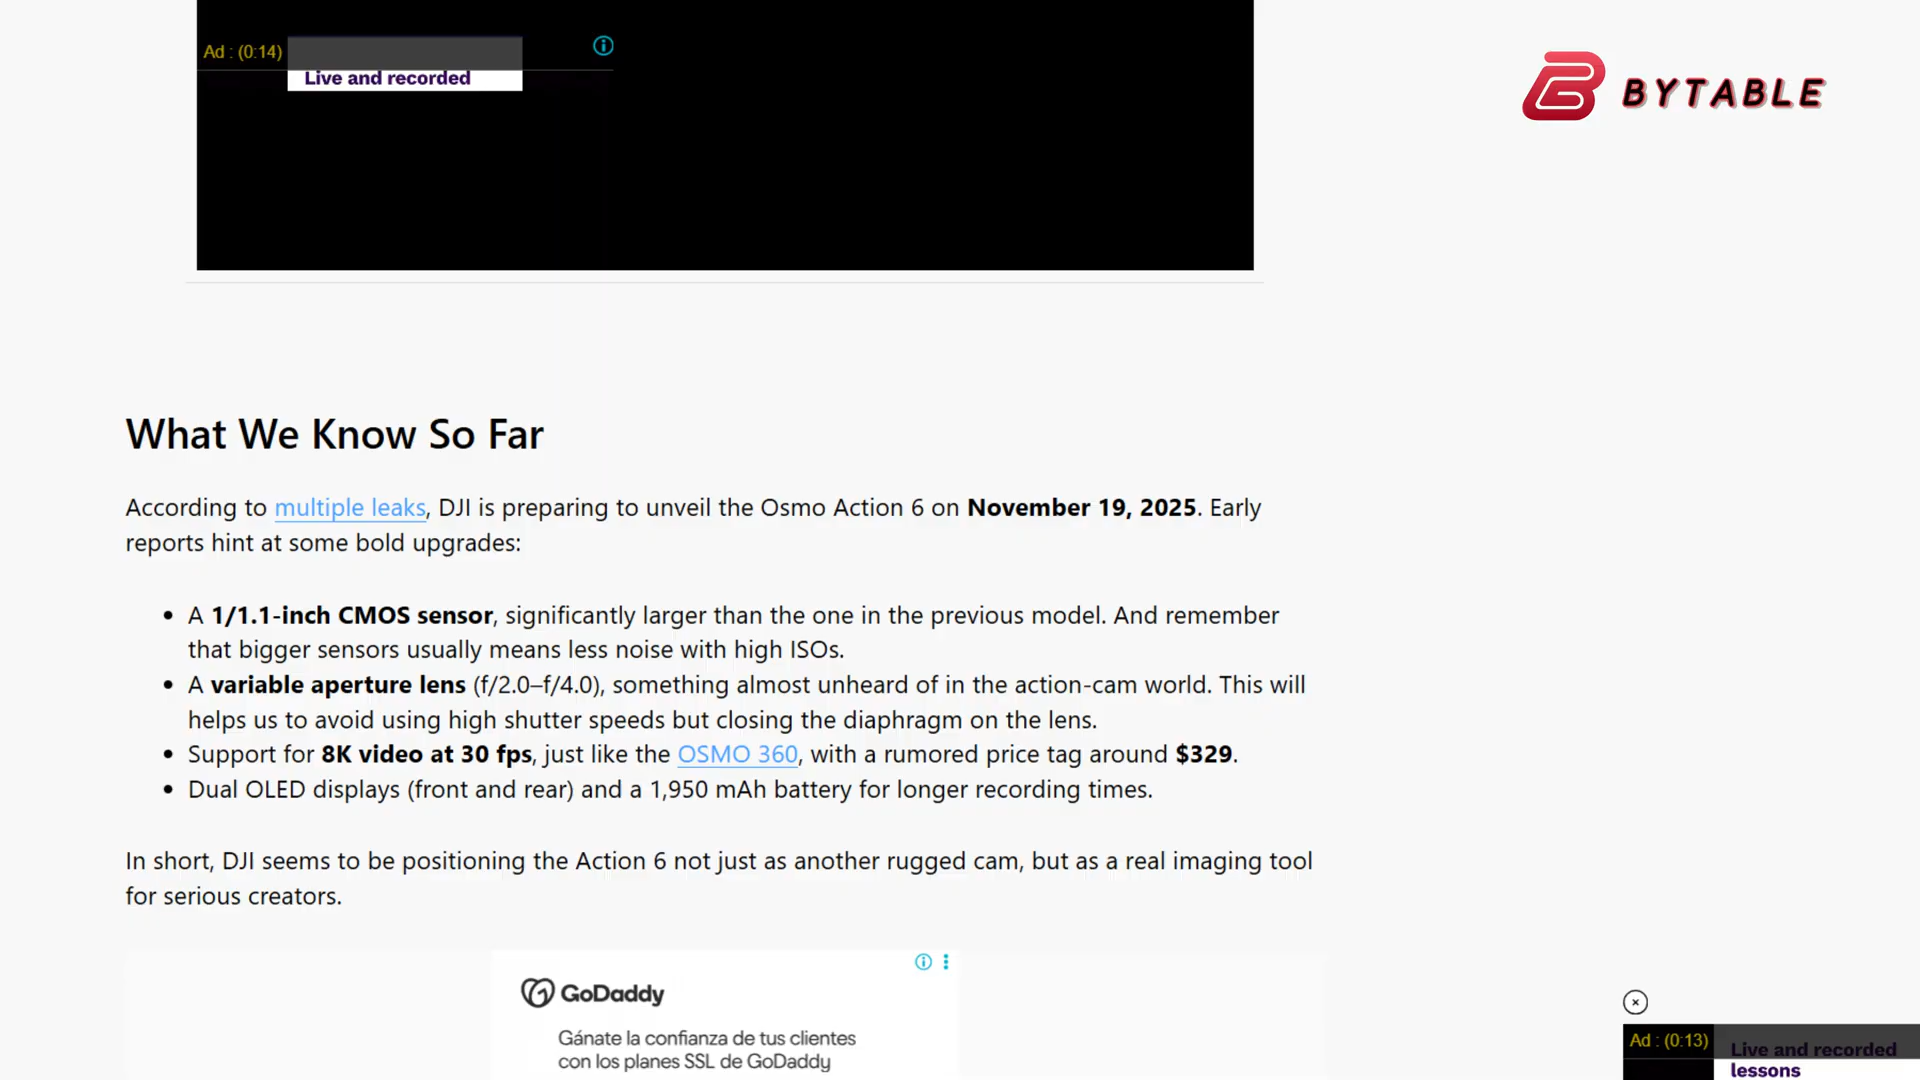 Ad : (0:14)
Live and recorded
BYTABLE
What We Know So Far
According to multiple leaks, DJI is preparing to unveil the Osmo Action 6 on November 19, 2025. Early
reports hint at some bold upgrades:
• A 1/1.1-inch CMOS sensor, significantly larger than the one in the previous model. And remember
that bigger sensors usually means less noise with high ISOs.
• A variable aperture lens (f/2.0–f/4.0), something almost unheard of in the action-cam world. This will
helps us to avoid using high shutter speeds but closing the diaphragm on the lens.
• Support for 8K video at 30 fps, just like the OSMO 360, with a rumored price tag around $329.
• Dual OLED displays (front and rear) and a 1,950 mAh battery for longer recording times.
In short, DJI seems to be positioning the Action 6 not just as another rugged cam, but as a real imaging tool
for serious creators.
GoDaddy
Gánate la confianza de tus clientes
con los planes SSL de GoDaddy
Ad : (0:13)
Live and recorded
lessons